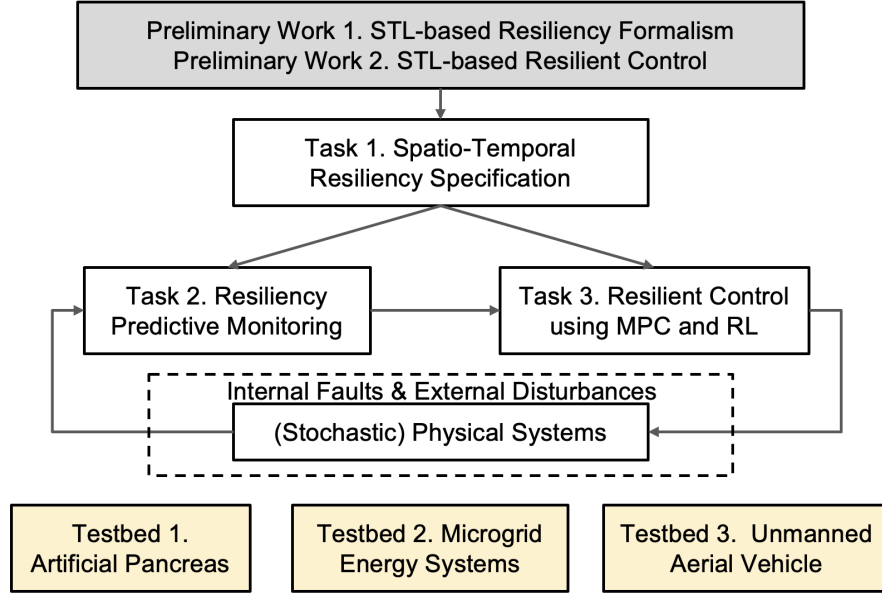 Preliminary Work 1. STL-based Resiliency Formalism
Preliminary Work 2. STL-based Resilient Control
Task 1. Spatio-Temporal
Resiliency Specification
Task 2. Resiliency
Predictive Monitoring
Task 3. Resilient Control
using MPC and RL
Internal Faults & External Disturbances
(Stochastic) Physical Systems
Testbed 1.
Artificial Pancreas
Testbed 2. Microgrid
Energy Systems
Testbed 3. Unmanned
Aerial Vehicle